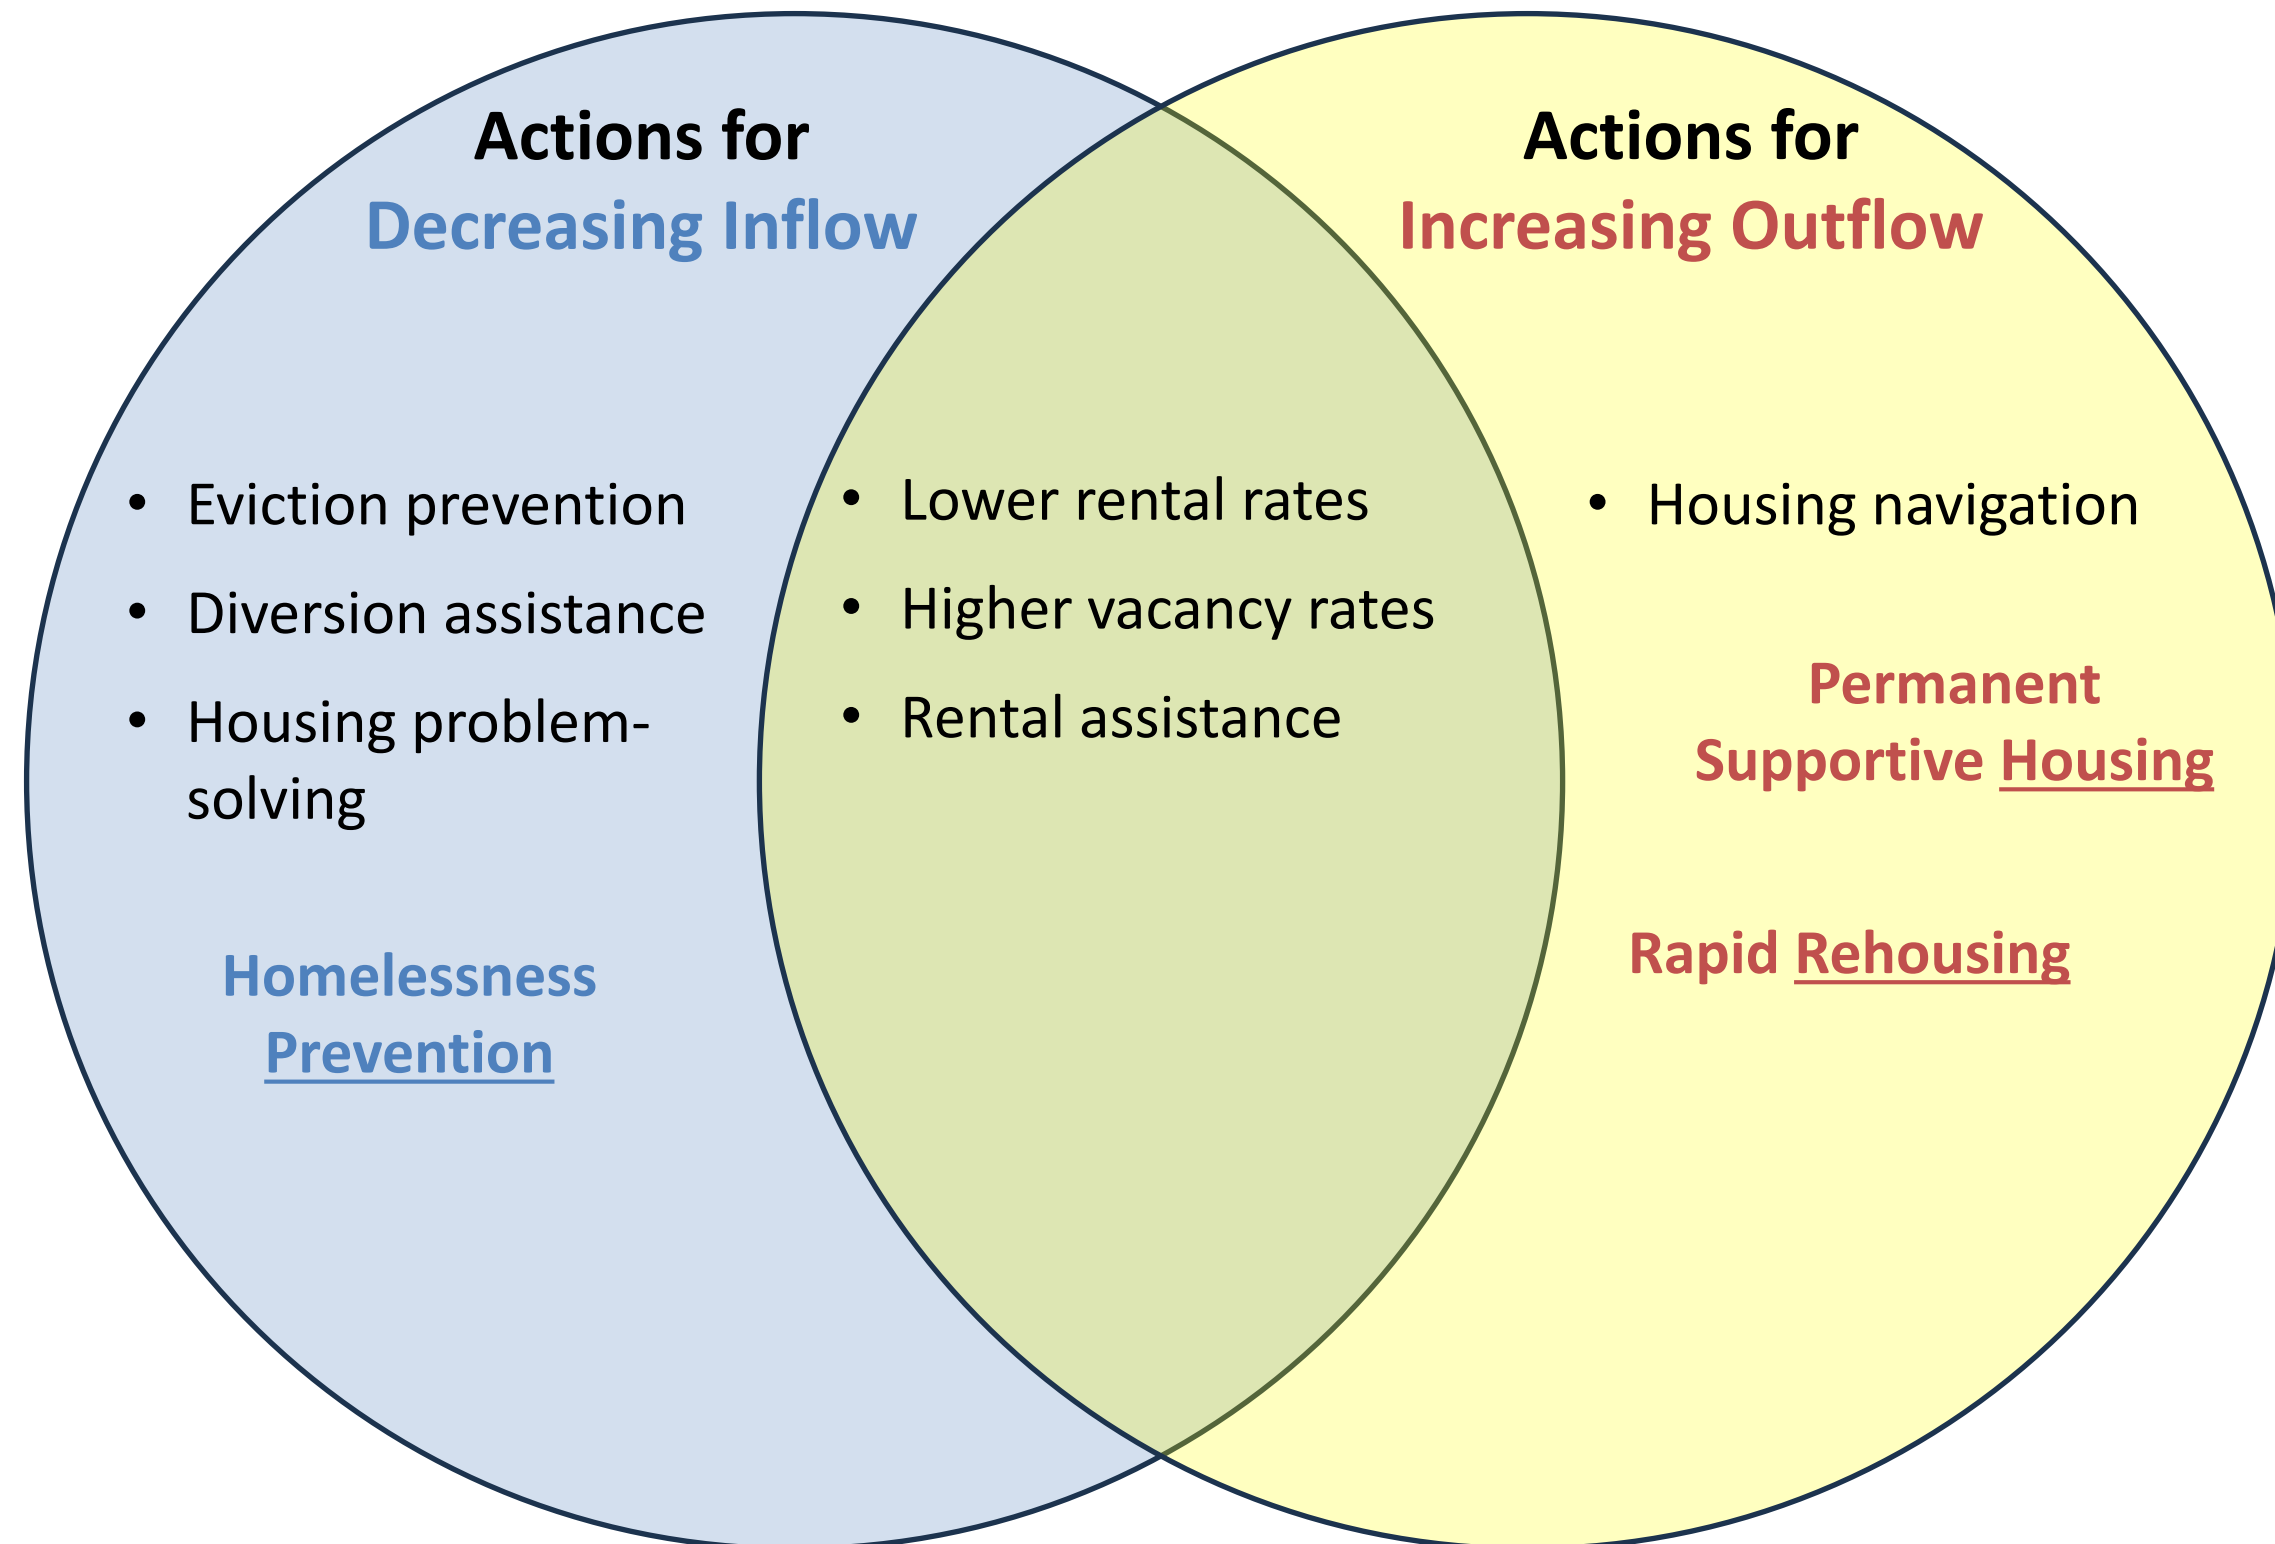 Actions for
Decreasing Inflow
• Eviction prevention
• Diversion assistance
• Housing problem-
solving
Homelessness
Prevention
• Lower rental rates
• Higher vacancy rates
• Rental assistance
Actions for
Increasing Outflow
• Housing navigation
Permanent
Supportive Housing
Rapid Rehousing